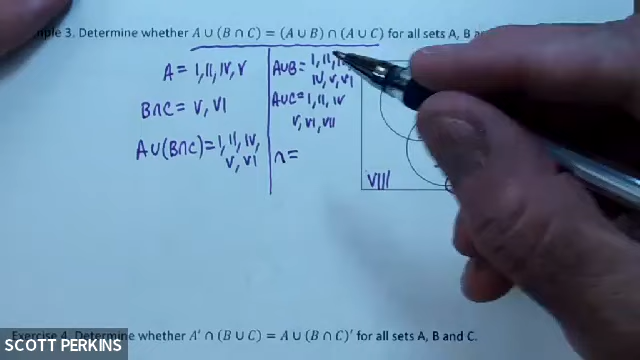 ple 3. Determine whether A ∪ (B ∩ C) = (A ∪ B) ∩ (A ∪ C) for all sets A, B
A = I, II, IV, V
B∩C = V, VI
A∪(B∩C) = I, II, IV,
V, VI
A∪B = I, II,
IV, V, VI
A∪C = I, II, IV
V, VI, VII
∩ =
VIII
Exercise 4. Determine whether A′ ∩ (B ∪ C) = A ∪ (B ∩ C)′ for all sets A, B and C.
SCOTT PERKINS